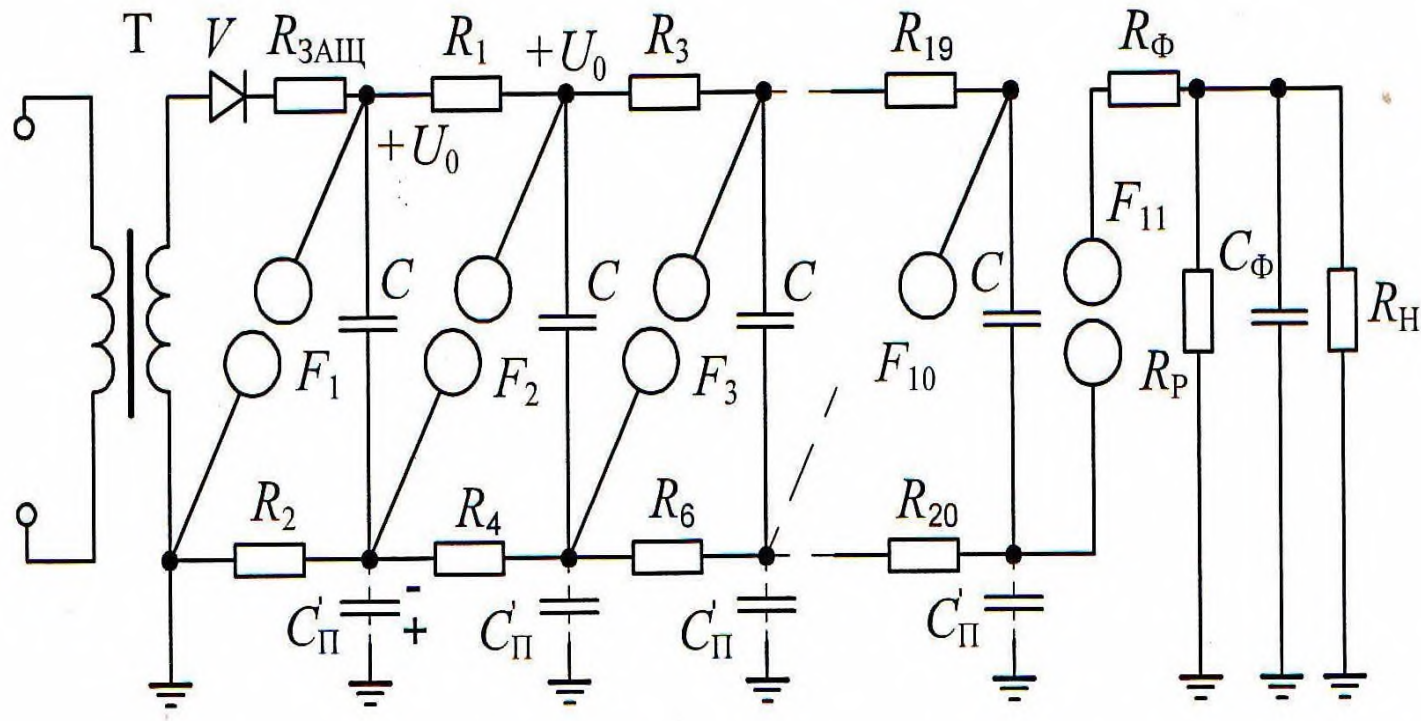 T V R_ЗАЩ R_1 +U_0 R_3 R_19 R_Ф
+U_0
F_11
C C C C C_Ф
R_Н
F_1 F_2 F_3 F_10 R_Р
R_2 R_4 R_6 R_20
C'_П - + C'_П C'_П C'_П